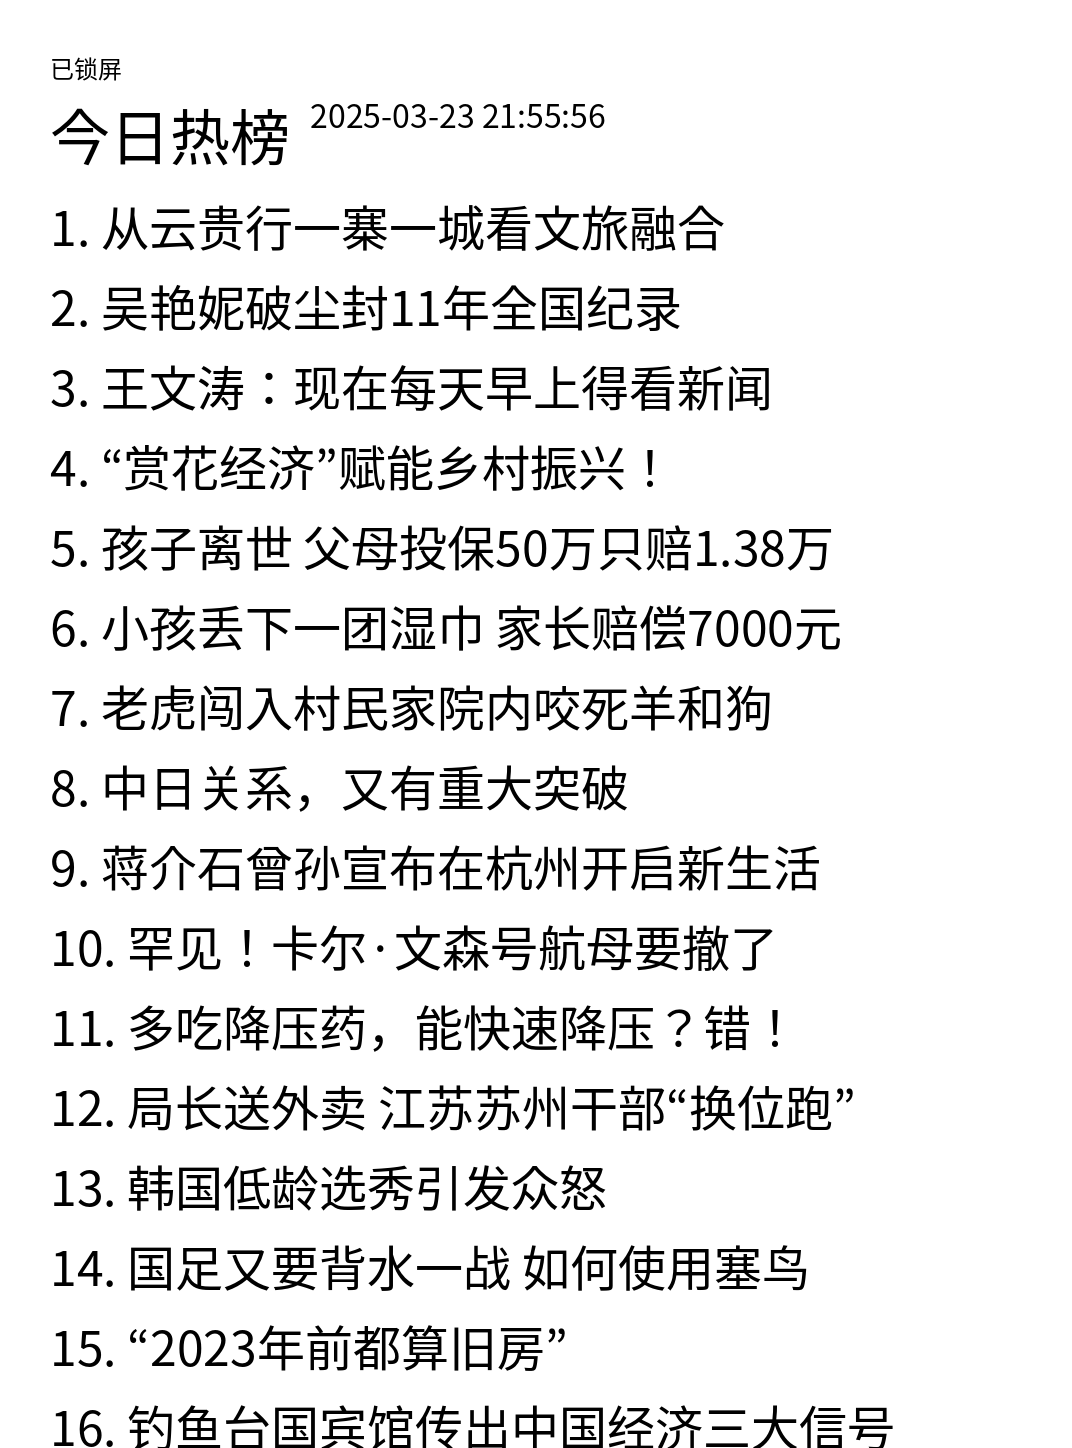 已锁屏
今日热榜 2025-03-23 21:55:56
1. 从云贵行一寨一城看文旅融合
2. 吴艳妮破尘封11年全国纪录
3. 王文涛：现在每天早上得看新闻
4. “赏花经济”赋能乡村振兴！
5. 孩子离世 父母投保50万只赔1.38万
6. 小孩丢下一团湿巾 家长赔偿7000元
7. 老虎闯入村民家院内咬死羊和狗
8. 中日关系，又有重大突破
9. 蒋介石曾孙宣布在杭州开启新生活
10. 罕见！卡尔·文森号航母要撤了
11. 多吃降压药，能快速降压？错！
12. 局长送外卖 江苏苏州干部“换位跑”
13. 韩国低龄选秀引发众怒
14. 国足又要背水一战 如何使用塞鸟
15. “2023年前都算旧房”
16. 钓鱼台国宾馆传出中国经济三大信号